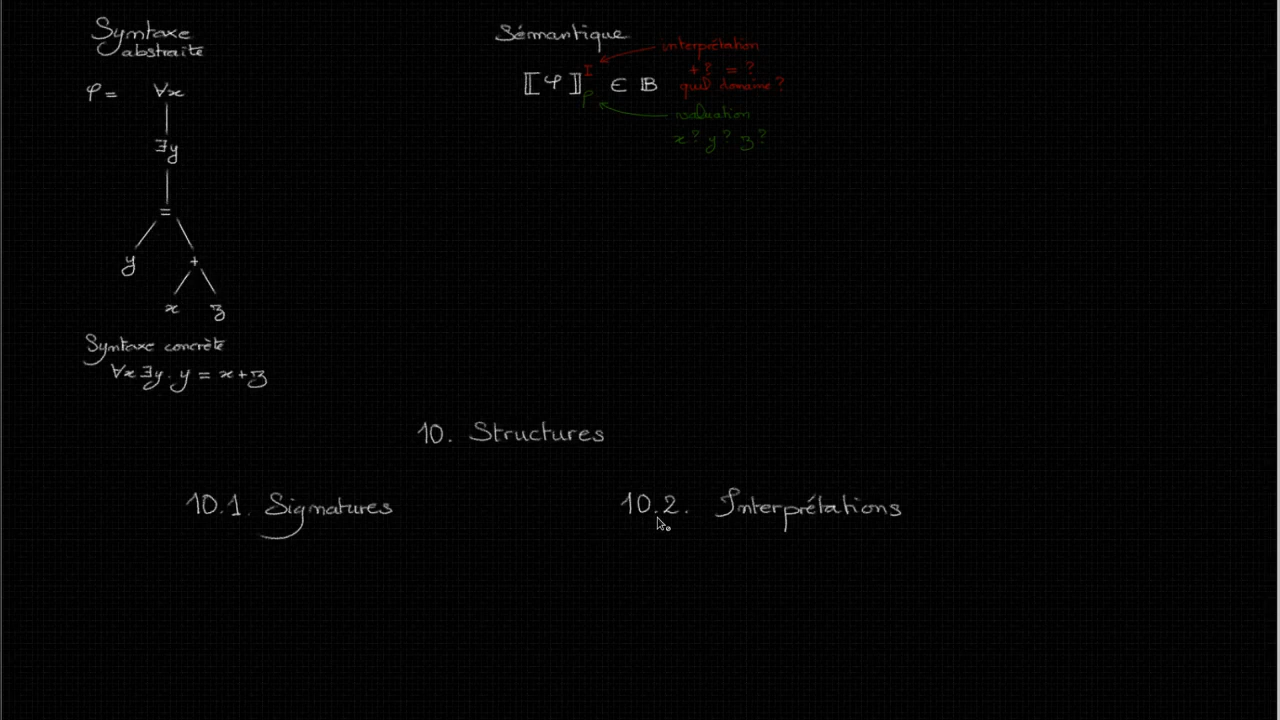 Syntaxe
abstraite
φ = ∀x
∃y
=
y +
x z
Syntaxe concrète
∀x ∃y . y = x + z
Sémantique
interprétation
+ ? = ?
quel domaine ?
⟦φ⟧ I ρ ∈ 𝔹
valuation
x ? y ? z ?
10. Structures
10.1. Signatures
10.2. Interprétations